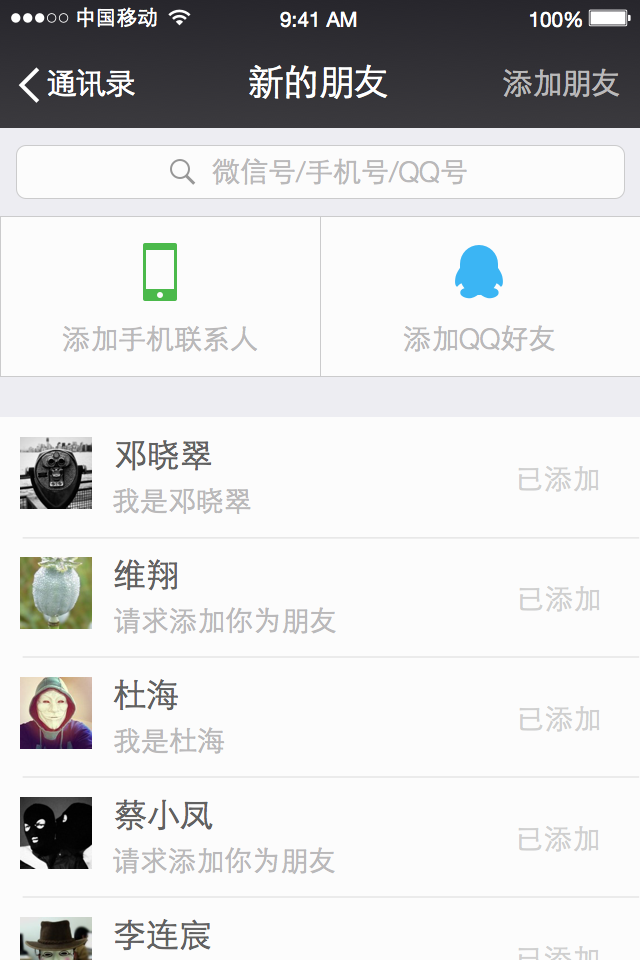 中国移动 9:41 AM 100%
通讯录 新的朋友 添加朋友
微信号/手机号/QQ号
添加手机联系人 添加QQ好友
邓晓翠
我是邓晓翠
已添加
维翔
请求添加你为朋友
已添加
杜海
我是杜海
已添加
蔡小凤
请求添加你为朋友
已添加
李连宸
已添加